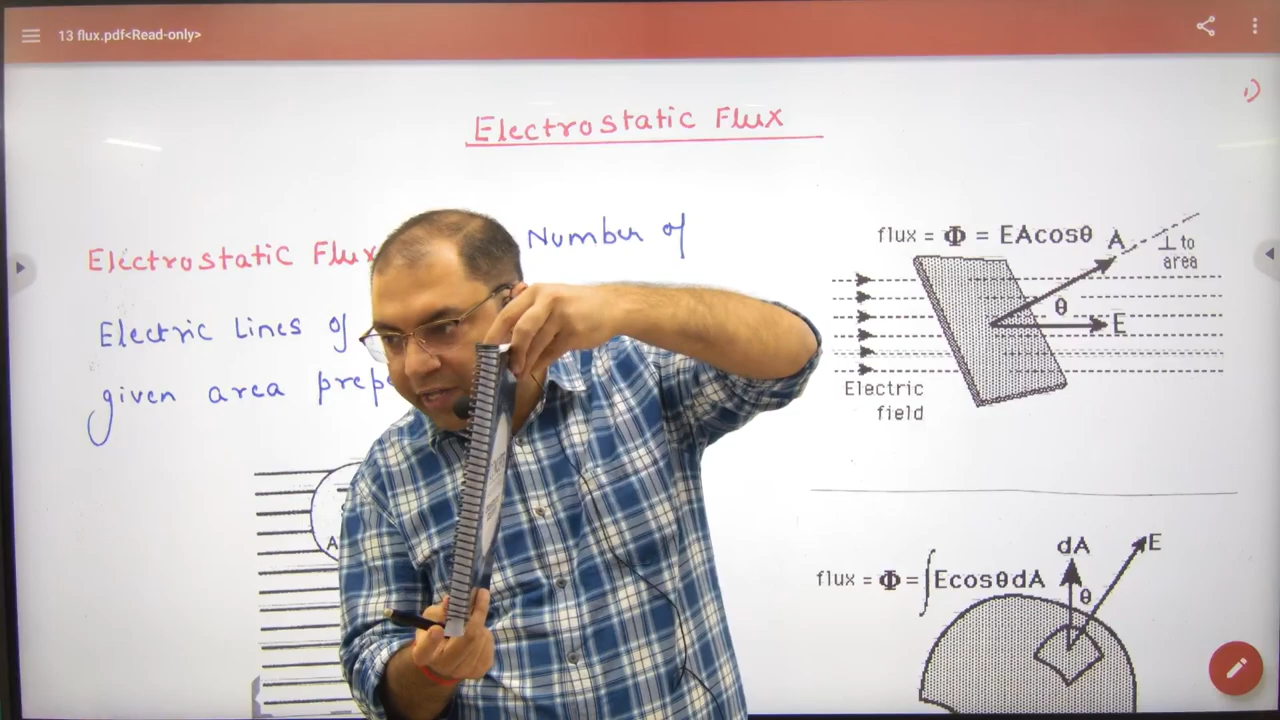 13 flux.pdf<Read-only>
1)
Electrostatic Flux
Electrostatic Flux Number of
Electric Lines of
given area
flux = Φ = EAcosθ A ⊥ to
area
θ
E
Electric
field
dA E
flux = Φ = ∫Ecosθ dA θ
A